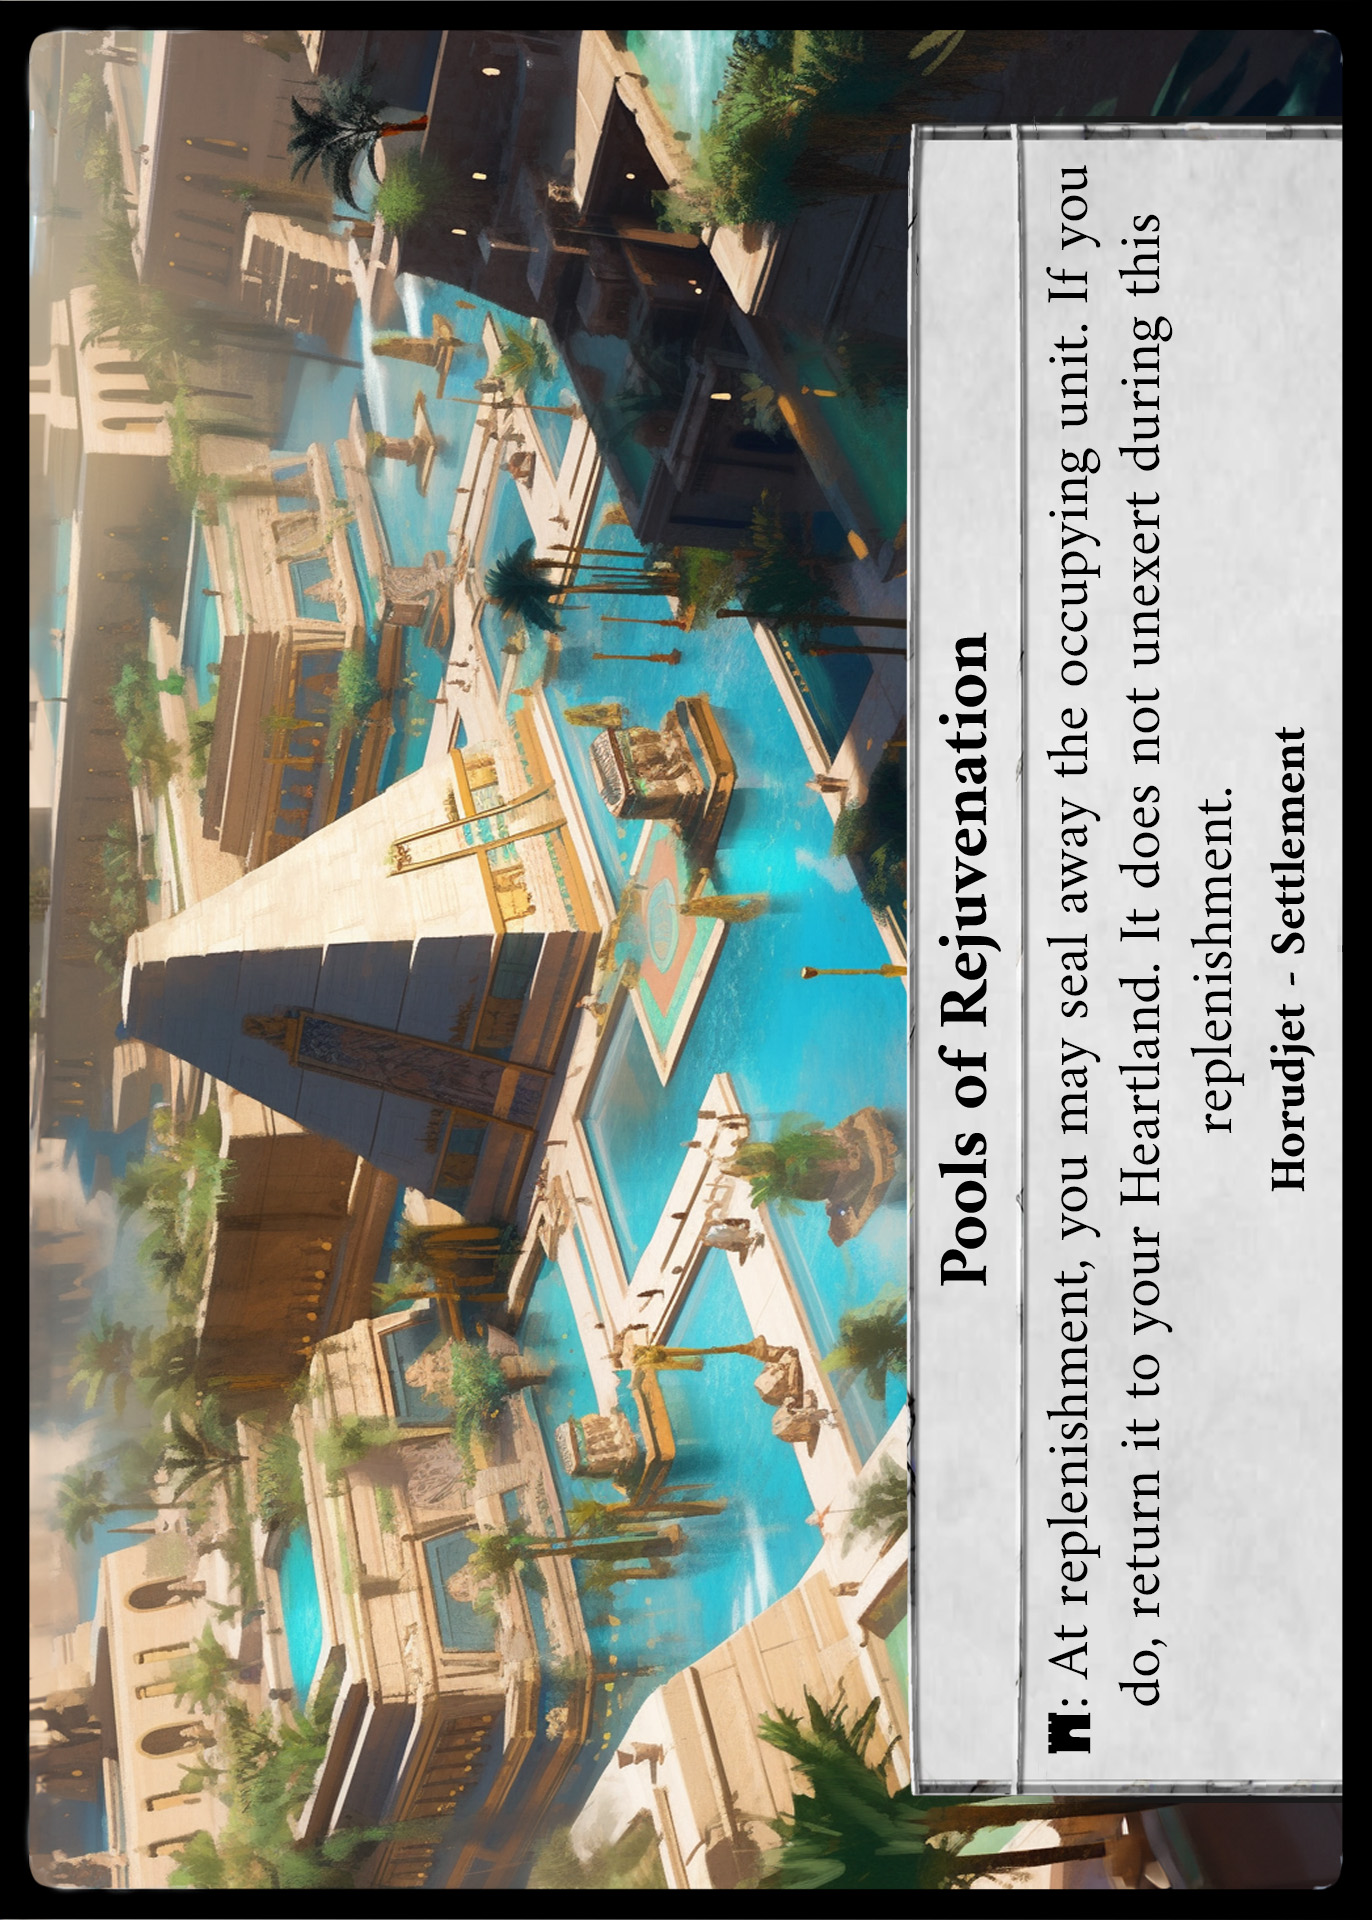 Pools of Rejuvenation
: At replenishment, you may seal away the occupying unit. If you
do, return it to your Heartland. It does not unexert during this
replenishment.
Horudjet - Settlement